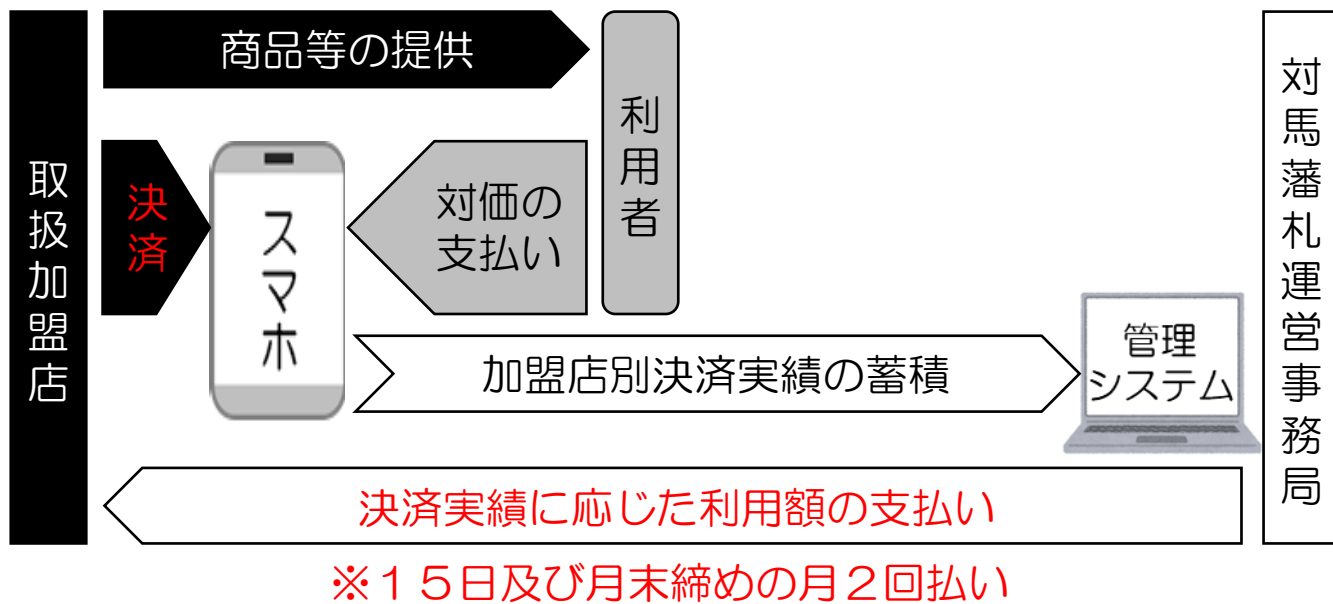 取扱加盟店
商品等の提供
利用者
対馬藩札運営事務局
決済
スマホ
対価の
支払い
加盟店別決済実績の蓄積
管理
システム
決済実績に応じた利用額の支払い
※１５日及び月末締めの月２回払い